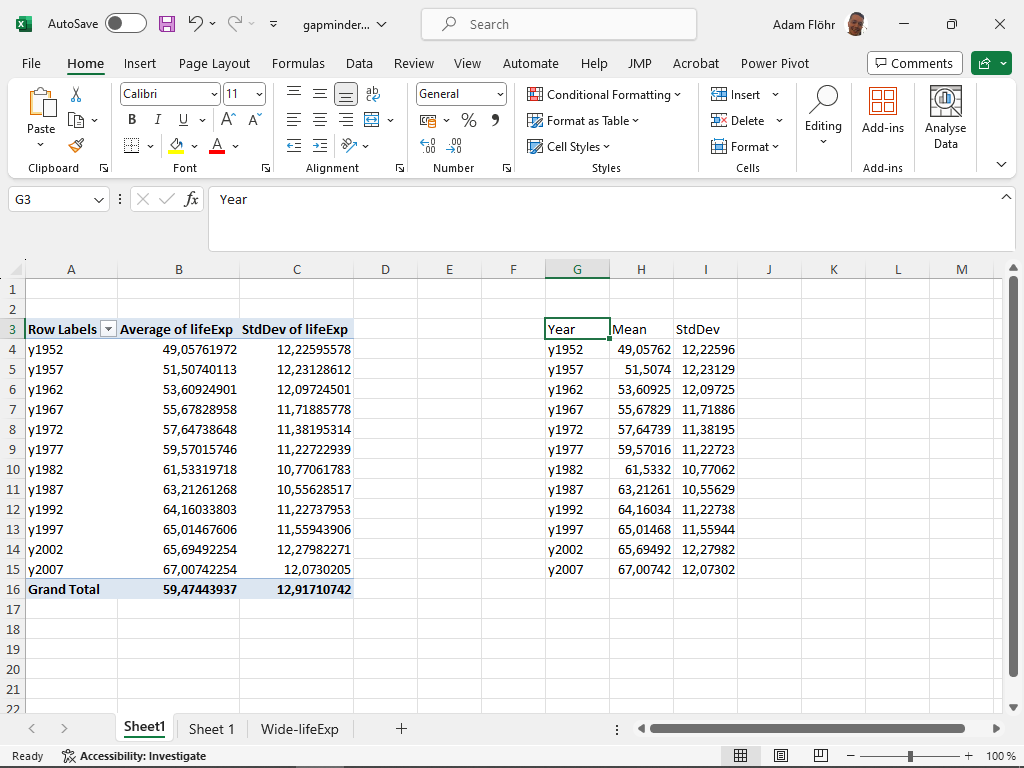 AutoSave gapminder... Search Adam Flöhr
File Home Insert Page Layout Formulas Data Review View Automate Help JMP Acrobat Power Pivot Comments
Calibri 11 General Conditional Formatting Insert
Paste B I U A A % Format as Table Delete Editing Add-ins Analyse Data
A Cell Styles Format
Clipboard Font Alignment Number Styles Cells Add-ins
G3 fx Year
A B C D E F G H I J K L M
1
2
3 Row Labels Average of lifeExp StdDev of lifeExp Year Mean StdDev
4 y1952 49,05761972 12,22595578 y1952 49,05762 12,22596
5 y1957 51,50740113 12,23128612 y1957 51,5074 12,23129
6 y1962 53,60924901 12,09724501 y1962 53,60925 12,09725
7 y1967 55,67828958 11,71885778 y1967 55,67829 11,71886
8 y1972 57,64738648 11,38195314 y1972 57,64739 11,38195
9 y1977 59,57015746 11,22722939 y1977 59,57016 11,22723
10 y1982 61,53319718 10,77061783 y1982 61,5332 10,77062
11 y1987 63,21261268 10,55628517 y1987 63,21261 10,55629
12 y1992 64,16033803 11,22737953 y1992 64,16034 11,22738
13 y1997 65,01467606 11,55943906 y1997 65,01468 11,55944
14 y2002 65,69492254 12,27982271 y2002 65,69492 12,27982
15 y2007 67,00742254 12,0730205 y2007 67,00742 12,07302
16 Grand Total 59,47443937 12,91710742
17
18
19
20
21
22
Sheet1 Sheet 1 Wide-lifeExp
Ready Accessibility: Investigate 100 %